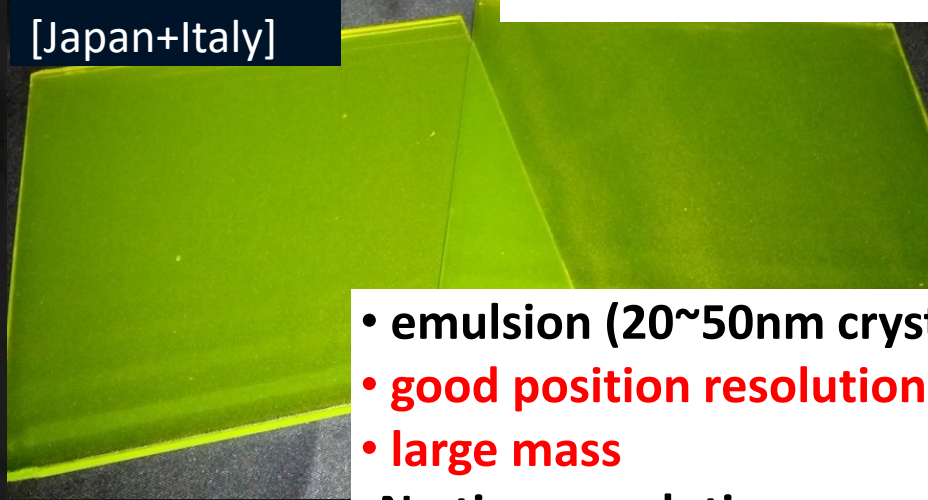 [Japan+Italy]
• emulsion (20~50nm cryst
• good position resolution
• large mass